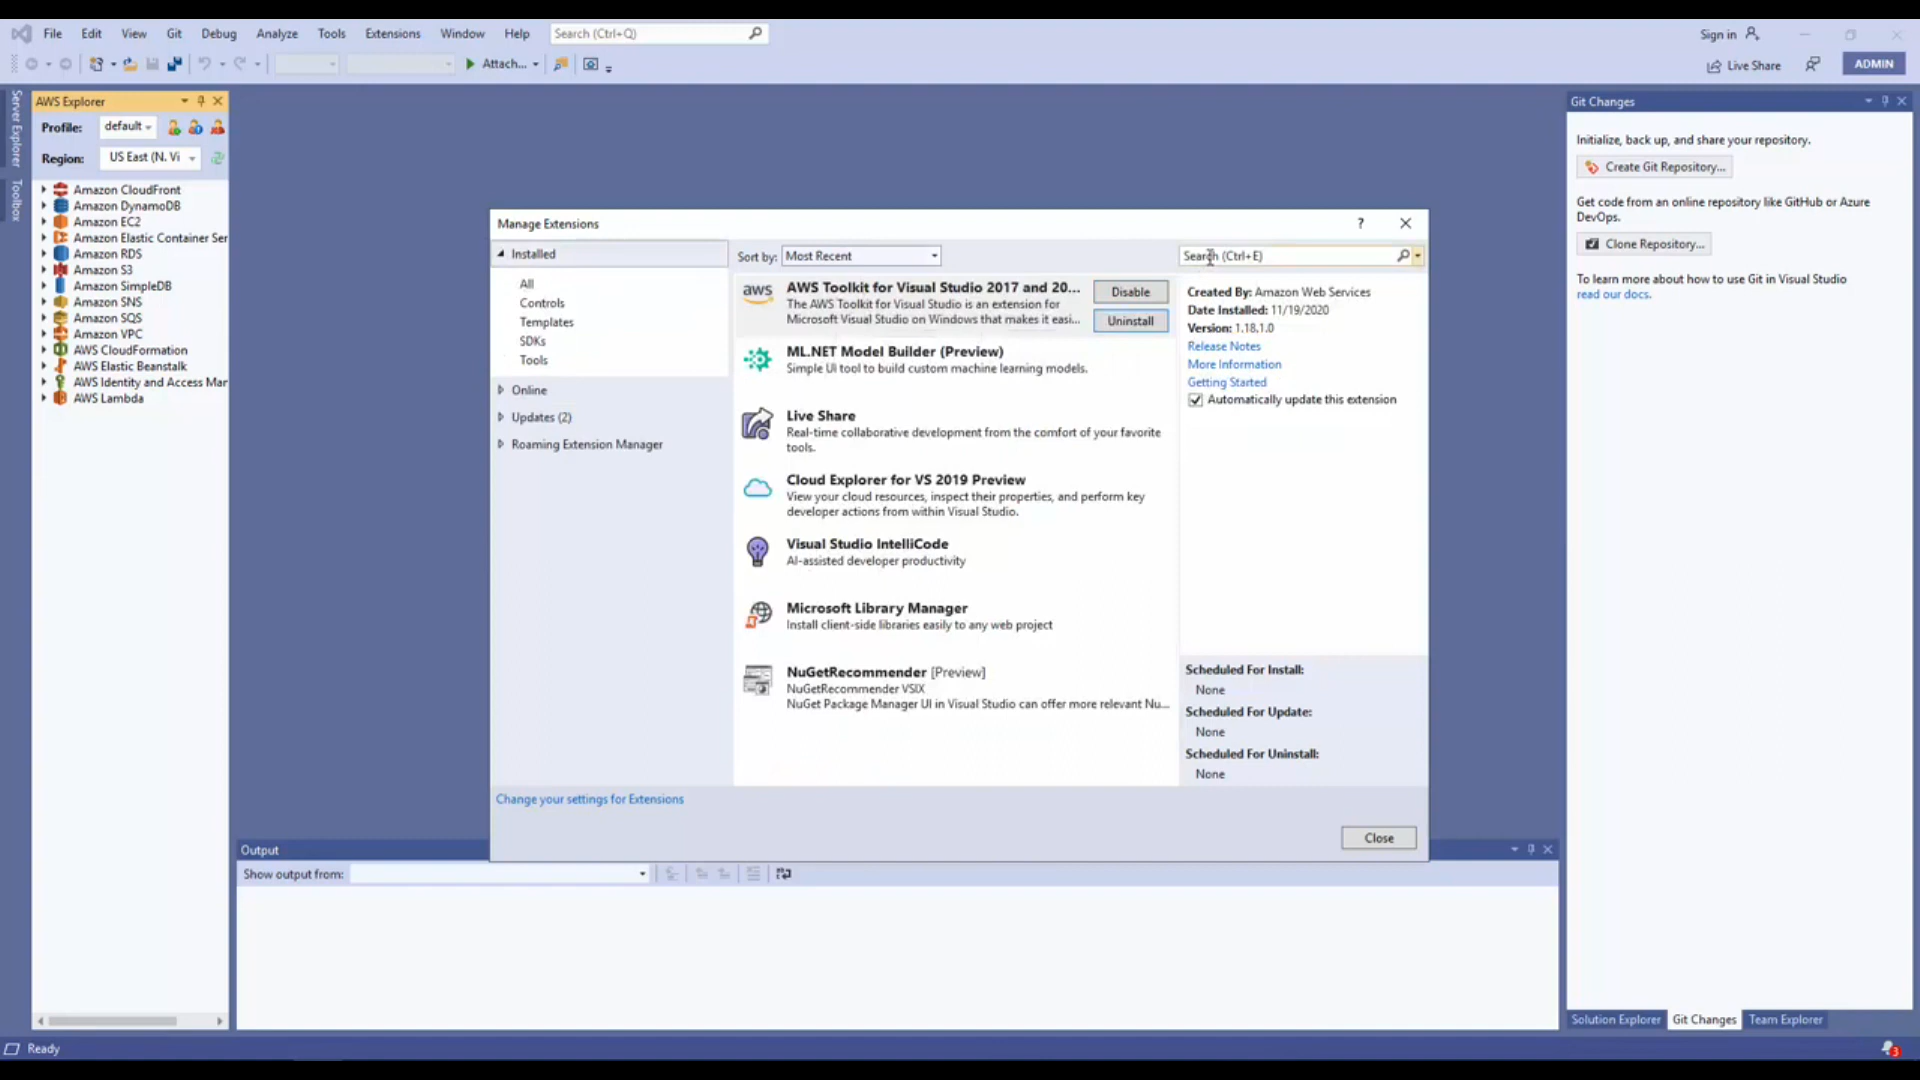 File Edit View Git Debug Analyze Tools Extensions Window Help Search (Ctrl+Q) Sign in
Attach... Live Share ADMIN
Server Explorer
Toolbox
AWS Explorer
Profile: default
Region: US East (N. Vi
Amazon CloudFront
Amazon DynamoDB
Amazon EC2
Amazon Elastic Container Ser
Amazon RDS
Amazon S3
Amazon SimpleDB
Amazon SNS
Amazon SQS
Amazon VPC
AWS CloudFormation
AWS Elastic Beanstalk
AWS Identity and Access Mar
AWS Lambda
Manage Extensions ?
Installed
All
Controls
Templates
SDKs
Tools
Online
Updates (2)
Roaming Extension Manager
Change your settings for Extensions
Sort by: Most Recent
aws
AWS Toolkit for Visual Studio 2017 and 20...
The AWS Toolkit for Visual Studio is an extension for
Microsoft Visual Studio on Windows that makes it easi...
Disable
Uninstall
ML.NET Model Builder (Preview)
Simple UI tool to build custom machine learning models.
Live Share
Real-time collaborative development from the comfort of your favorite
tools.
Cloud Explorer for VS 2019 Preview
View your cloud resources, inspect their properties, and perform key
developer actions from within Visual Studio.
Visual Studio IntelliCode
AI-assisted developer productivity
Microsoft Library Manager
Install client-side libraries easily to any web project
NuGetRecommender [Preview]
NuGetRecommender VSIX
NuGet Package Manager UI in Visual Studio can offer more relevant Nu...
Search (Ctrl+E)
Created By: Amazon Web Services
Date Installed: 11/19/2020
Version: 1.18.1.0
Release Notes
More Information
Getting Started
Automatically update this extension
Scheduled For Install:
None
Scheduled For Update:
None
Scheduled For Uninstall:
None
Close
Output
Show output from:
Git Changes
Initialize, back up, and share your repository.
Create Git Repository...
Get code from an online repository like GitHub or Azure
DevOps.
Clone Repository...
To learn more about how to use Git in Visual Studio
read our docs.
Solution Explorer Git Changes Team Explorer
Ready
3